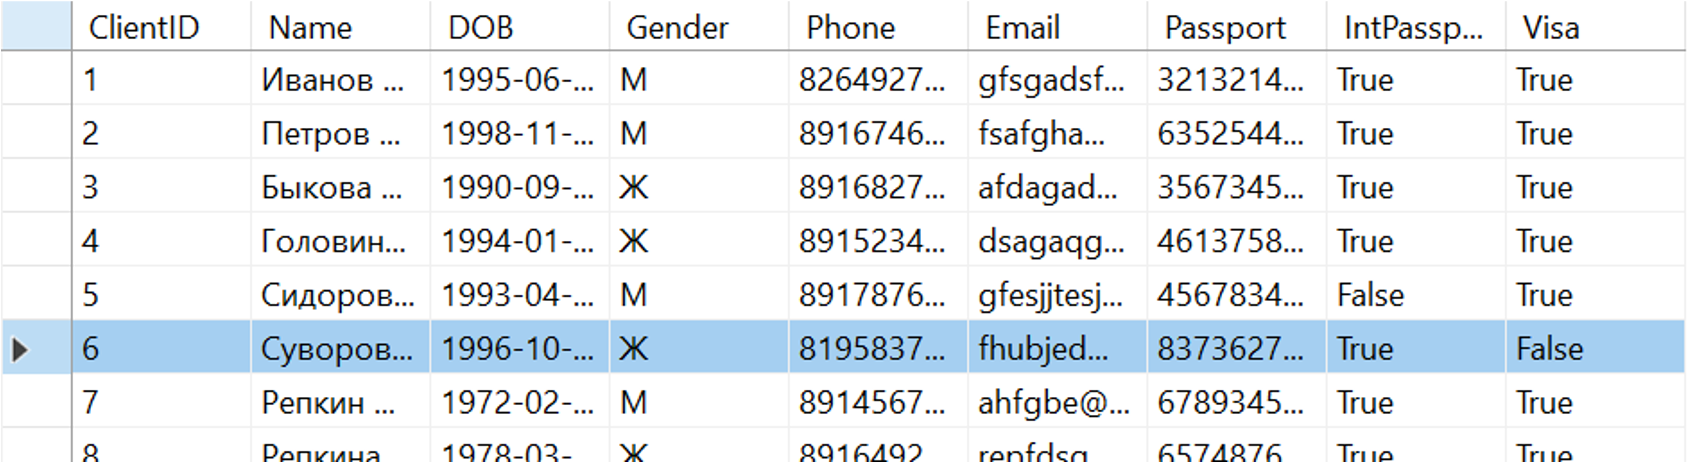 ClientID Name DOB Gender Phone Email Passport IntPassp... Visa
1 Иванов ... 1995-06-... М 8264927... gfsgadsf... 3213214... True True
2 Петров ... 1998-11-... М 8916746... fsafgha... 6352544... True True
3 Быкова ... 1990-09-... Ж 8916827... afdagad... 3567345... True True
4 Головин... 1994-01-... Ж 8915234... dsagaqg... 4613758... True True
5 Сидоров... 1993-04-... М 8917876... gfesjjtesj... 4567834... False True
6 Суворов... 1996-10-... Ж 8195837... fhubjed... 8373627... True False
7 Репкин ... 1972-02-... М 8914567... ahfgbe@... 6789345... True True
8 Репкина 1978-03- Ж 8916492 repfdsg 6574876 True True